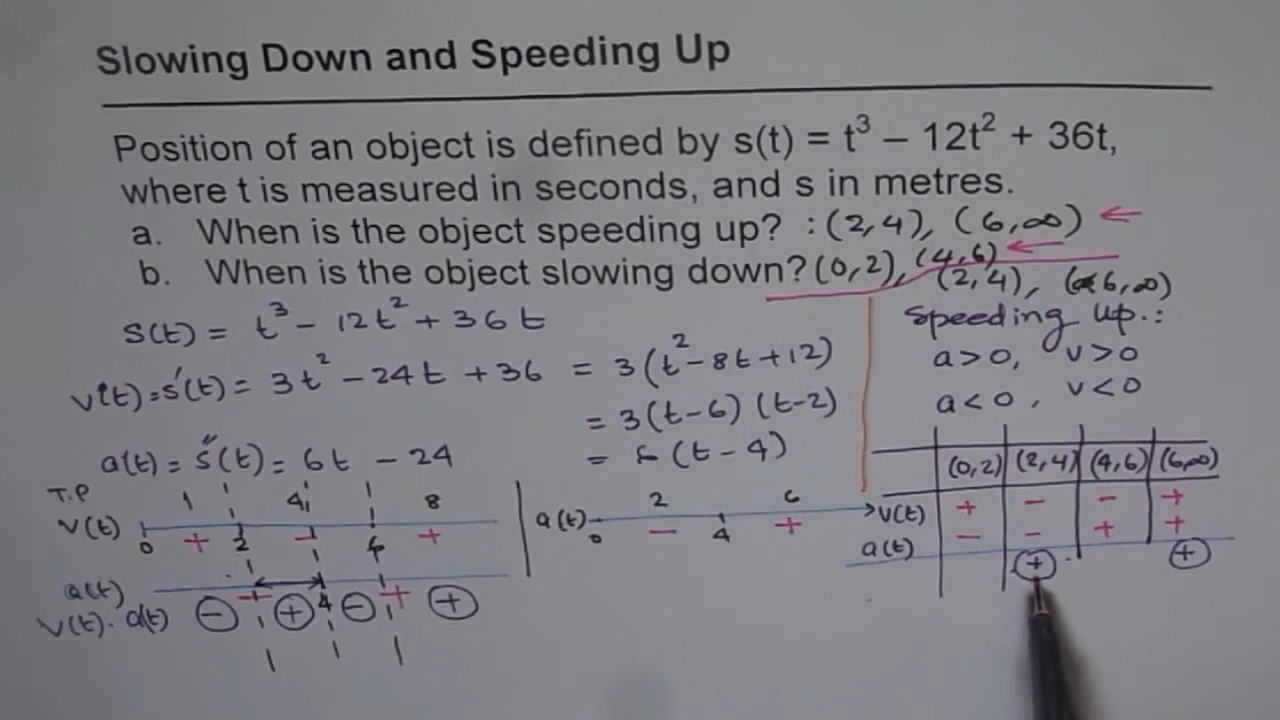 Slowing Down and Speeding Up
Position of an object is defined by s(t) = t³ – 12t² + 36t,
where t is measured in seconds, and s in metres.
a. When is the object speeding up? : (2,4), (6,∞) ←
b. When is the object slowing down? (0,2), (4,6) ←
(2,4), (6,∞)
S(t) = t³ - 12t² + 36t
v(t) = s'(t) = 3t² - 24t + 36 = 3(t² - 8t + 12)
= 3(t-6)(t-2)
a(t) = s"(t) = 6t - 24 = (t-4)
Speeding up.:
a>0, v>0
a<0, v<0
(0,2) (2,4) (4,6) (6,∞)
v(t) + - - +
a(t) - - + +
+ +
T.P 1 4 8
v(t) 0 + 2 - 6 +
2 6
a(t) 0 - 4 +
a(t) + 4 +
v(t). a(t) - + - +